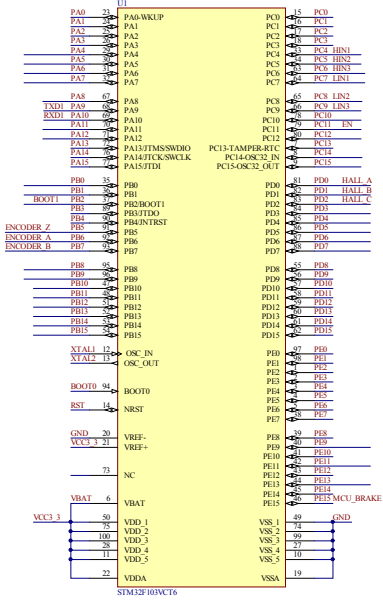 U1
PA0 23 PA0-WKUP PC0 15 PC0
PA1 24 PA1 PC1 16 PC1
PA2 25 PA2 PC2 17 PC2
PA3 26 PA3 PC3 18 PC3
PA4 29 PA4 PC4 33 PC4 HIN1
PA5 30 PA5 PC5 34 PC5 HIN2
PA6 31 PA6 PC6 63 PC6 HIN3
PA7 32 PA7 PC7 64 PC7 LIN1
PA8 67 PA8 PC8 65 PC8 LIN2
TXD1 PA9 68 PA9 PC9 66 PC9 LIN3
RXD1 PA10 69 PA10 PC10 78 PC10
PA11 70 PA11 PC11 79 PC11 EN
PA12 71 PA12 PC12 80 PC12
PA13 72 PA13/JTMS/SWDIO PC13-TAMPER-RTC 7 PC13
PA14 76 PA14/JTCK/SWCLK PC14-OSC32_IN 8 PC14
PA15 77 PA15/JTDI PC15-OSC32_OUT 9 PC15
PB0 35 PB0 PD0 81 PD0 HALL_A
PB1 36 PB1 PD1 82 PD1 HALL_B
BOOT1 PB2 37 PB2/BOOT1 PD2 83 PD2 HALL_C
PB3 89 PB3/JTDO PD3 84 PD3
PB4 90 PB4/JNTRST PD4 85 PD4
ENCODER_Z PB5 91 PB5 PD5 86 PD5
ENCODER_A PB6 92 PB6 PD6 87 PD6
ENCODER_B PB7 93 PB7 PD7 88 PD7
PB8 95 PB8 PD8 55 PD8
PB9 96 PB9 PD9 56 PD9
PB10 47 PB10 PD10 57 PD10
PB11 48 PB11 PD11 58 PD11
PB12 51 PB12 PD12 59 PD12
PB13 52 PB13 PD13 60 PD13
PB14 53 PB14 PD14 61 PD14
PB15 54 PB15 PD15 62 PD15
XTAL1 12 OSC_IN PE0 97 PE0
XTAL2 13 OSC_OUT PE1 98 PE1
PE2 1 PE2
PE3 2 PE3
BOOT0 94 BOOT0 PE4 3 PE4
PE5 4 PE5
RST 14 NRST PE6 5 PE6
PE7 38 PE7
GND 20 VREF- PE8 39 PE8
VCC3_3 21 VREF+ PE9 40 PE9
PE10 41 PE10
PE11 42 PE11
73 NC PE12 43 PE12
PE13 44 PE13
PE14 45 PE14
VBAT 6 VBAT PE15 46 PE15 MCU_BRAKE
VCC3_3 50 VDD_1 VSS_1 49 GND
75 VDD_2 VSS_2 74
100 VDD_3 VSS_3 99
28 VDD_4 VSS_4 27
11 VDD_5 VSS_5 10
22 VDDA VSSA 19
STM32F103VCT6